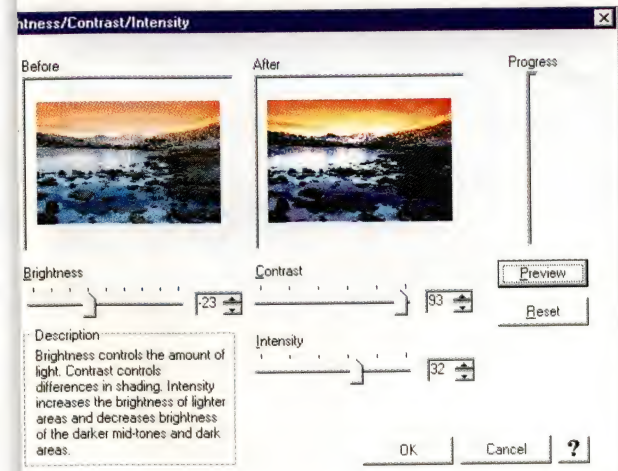 htness/Contrast/Intensity
Before
After
Progress
Brightness
-23
Contrast
93
Preview
Reset
Description
Brightness controls the amount of
light. Contrast controls
differences in shading. Intensity
increases the brightness of lighter
areas and decreases brightness
of the darker mid-tones and dark
areas.
Intensity
32
OK
Cancel
?